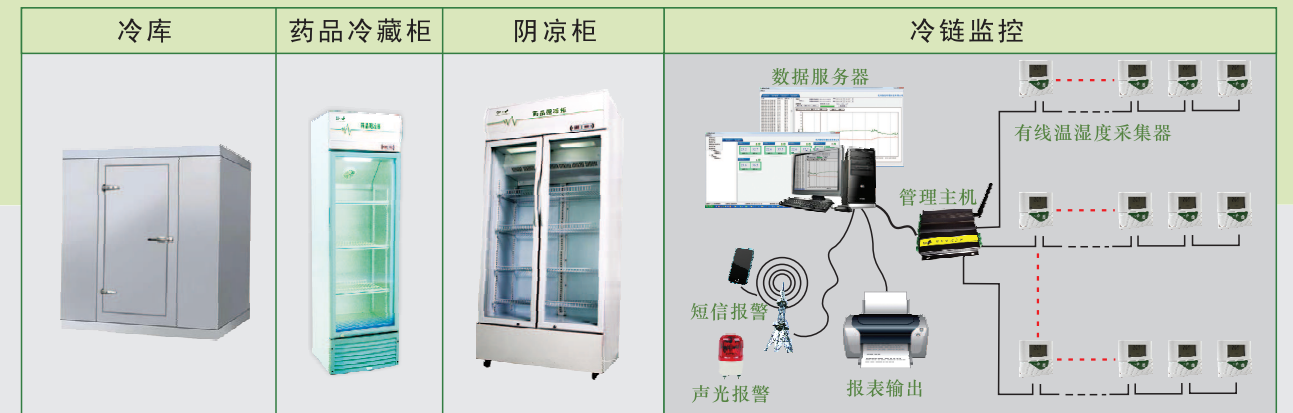 冷库
药品冷藏柜
阴凉柜
冷链监控
数据服务器
有线温湿度采集器
管理主机
短信报警
声光报警
报表输出